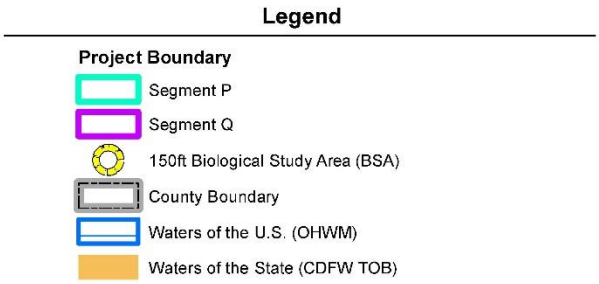 Legend
Project Boundary
Segment P
Segment Q
150ft Biological Study Area (BSA)
County Boundary
Waters of the U.S. (OHWM)
Waters of the State (CDFW TOB)